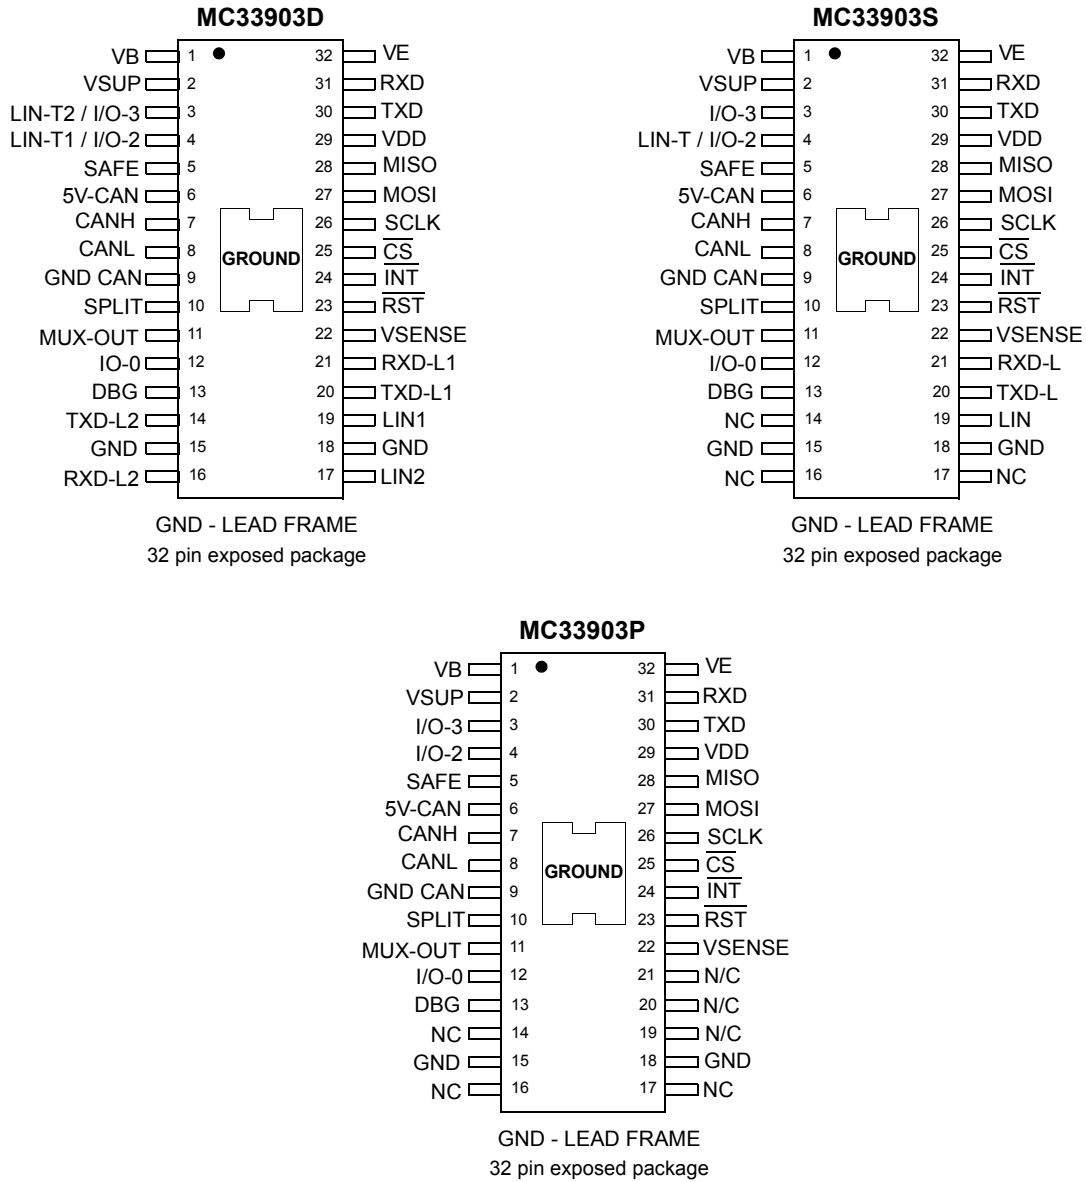 MC33903D
VB 1 32 VE
VSUP 2 31 RXD
LIN-T2 / I/O-3 3 30 TXD
LIN-T1 / I/O-2 4 29 VDD
SAFE 5 28 MISO
5V-CAN 6 27 MOSI
CANH 7 26 SCLK
CANL 8 25 CS
GROUND
GND CAN 9 24 INT
SPLIT 10 23 RST
MUX-OUT 11 22 VSENSE
IO-0 12 21 RXD-L1
DBG 13 20 TXD-L1
TXD-L2 14 19 LIN1
GND 15 18 GND
RXD-L2 16 17 LIN2
GND - LEAD FRAME
32 pin exposed package
MC33903S
VB 1 32 VE
VSUP 2 31 RXD
I/O-3 3 30 TXD
LIN-T / I/O-2 4 29 VDD
SAFE 5 28 MISO
5V-CAN 6 27 MOSI
CANH 7 26 SCLK
CANL 8 25 CS
GROUND
GND CAN 9 24 INT
SPLIT 10 23 RST
MUX-OUT 11 22 VSENSE
I/O-0 12 21 RXD-L
DBG 13 20 TXD-L
NC 14 19 LIN
GND 15 18 GND
NC 16 17 NC
GND - LEAD FRAME
32 pin exposed package
MC33903P
VB 1 32 VE
VSUP 2 31 RXD
I/O-3 3 30 TXD
I/O-2 4 29 VDD
SAFE 5 28 MISO
5V-CAN 6 27 MOSI
CANH 7 26 SCLK
CANL 8 25 CS
GROUND
GND CAN 9 24 INT
SPLIT 10 23 RST
MUX-OUT 11 22 VSENSE
I/O-0 12 21 N/C
DBG 13 20 N/C
NC 14 19 N/C
GND 15 18 GND
NC 16 17 NC
GND - LEAD FRAME
32 pin exposed package